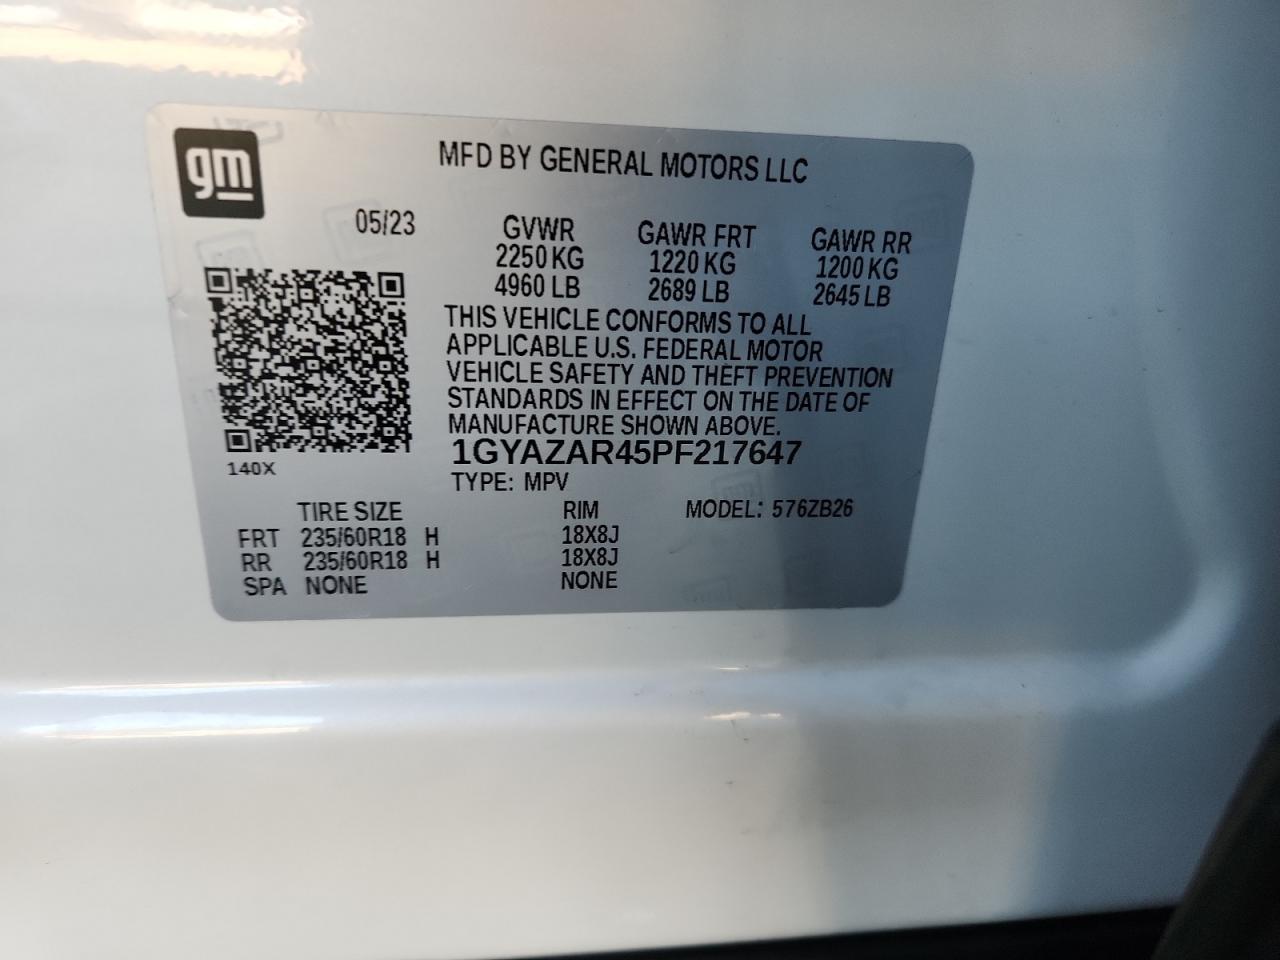 gm
MFD BY GENERAL MOTORS LLC
05/23
GVWR GAWR FRT GAWR RR
2250 KG 1220 KG 1200 KG
4960 LB 2689 LB 2645 LB
THIS VEHICLE CONFORMS TO ALL
APPLICABLE U.S. FEDERAL MOTOR
VEHICLE SAFETY AND THEFT PREVENTION
STANDARDS IN EFFECT ON THE DATE OF
MANUFACTURE SHOWN ABOVE.
140X
1GYAZAR45PF217647
TYPE: MPV
TIRE SIZE RIM MODEL: 576ZB26
FRT 235/60R18 H 18X8J
RR 235/60R18 H 18X8J
SPA NONE NONE